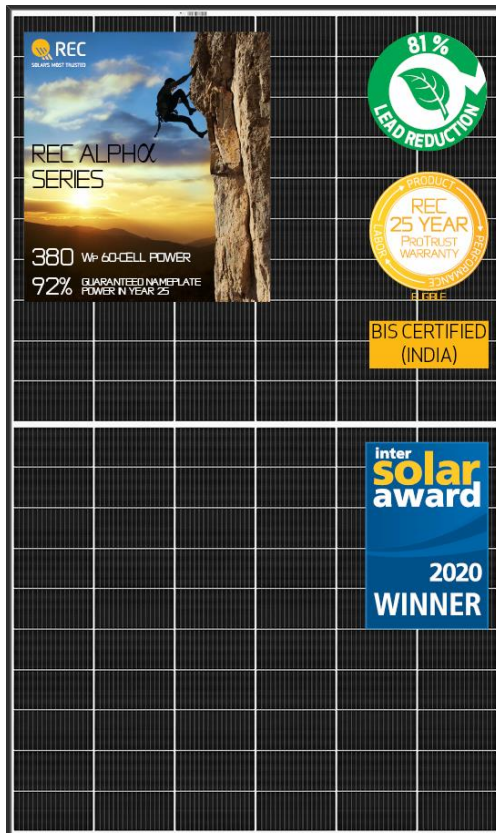 REC
SOLAR'S MOST TRUSTED
REC ALPHα
SERIES
380 Wp 60-CELL POWER
92% GUARANTEED NAMEPLATE
POWER IN YEAR 25
81 %
LEAD REDUCTION
PRODUCT
PERFORMANCE
LABOR
REC
25 YEAR
PROTRUST
WARRANTY
ELIGIBLE
BIS CERTIFIED
(INDIA)
inter
solar
award
2020
WINNER